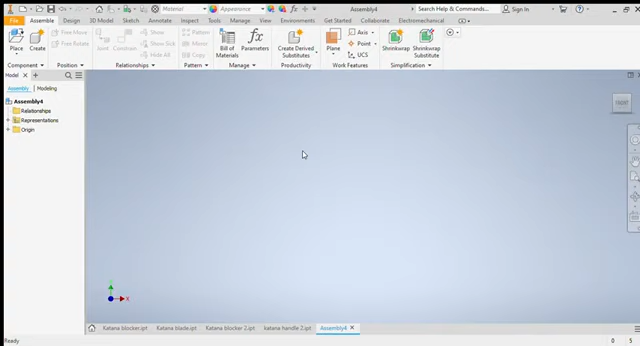 Material
Appearance
Assembly4
Search Help & Commands...
Sign In
File
Assemble
Design
3D Model
Sketch
Annotate
Inspect
Tools
Manage
View
Environments
Get Started
Collaborate
Electromechanical
Place
Create
Free Move
Free Rotate
Joint
Constrain
Show
Show Sick
Hide All
Pattern
Mirror
Copy
Bill of
Materials
Parameters
Create Derived
Substitutes
Plane
Axis
Point
UCS
Shrinkwrap
Shrinkwrap
Substitute
Component
Position
Relationships
Pattern
Manage
Productivity
Work Features
Simplification
Model
Assembly
Modeling
Assembly4
Relationships
Representations
Origin
FRONT
X
Katana blocker.ipt
Katana blade.ipt
Katana blocker 2.ipt
katana handle 2.ipt
Assembly4
Ready
0
5